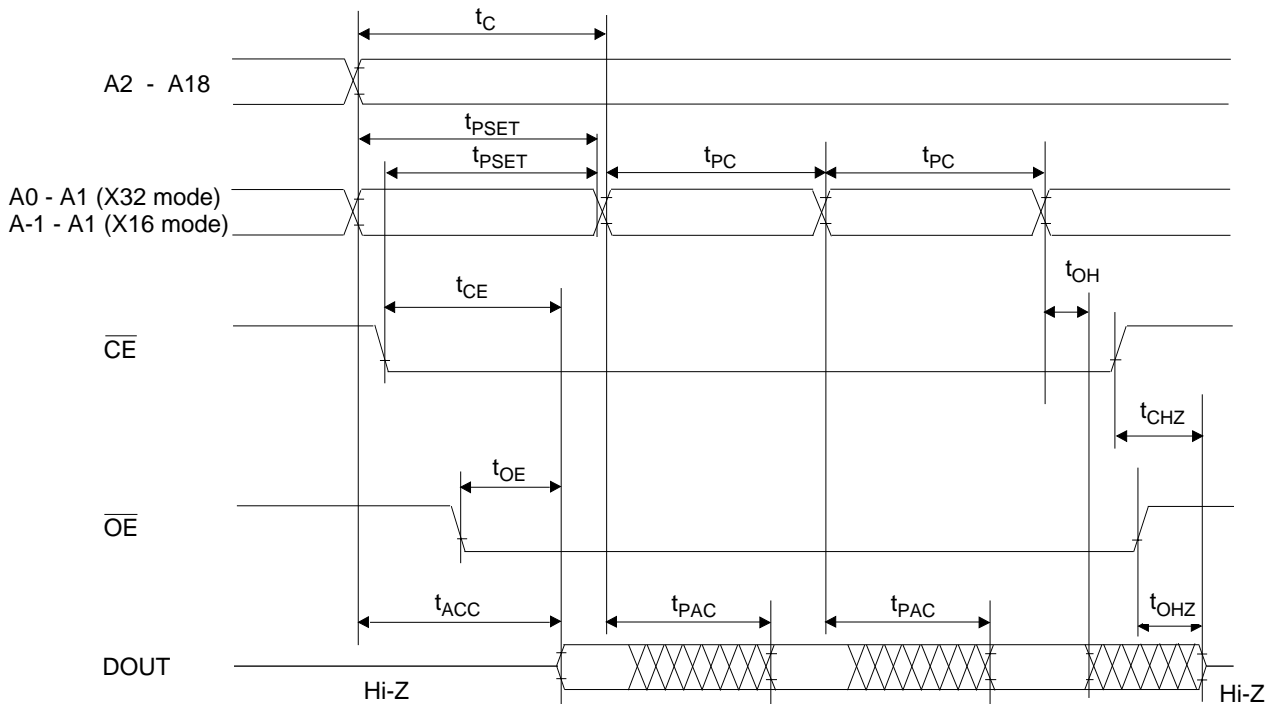 tC
A2 - A18
tPSET
tPSET
tPC
tPC
A0 - A1 (X32 mode)
A-1 - A1 (X16 mode)
tOH
tCE
CE
tCHZ
tOE
OE
tACC
tPAC
tPAC
tOHZ
DOUT
Hi-Z
Hi-Z